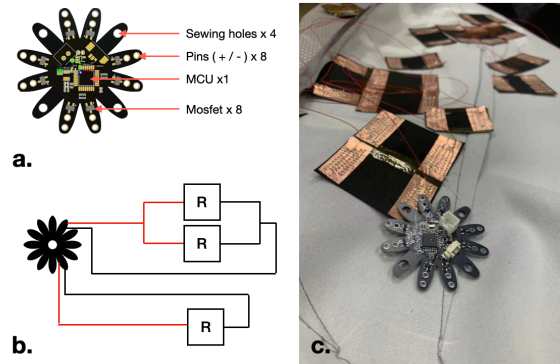 Sewing holes x 4
Pins ( + / - ) x 8
MCU x1
Mosfet x 8
a.
R
R
R
b.
c.